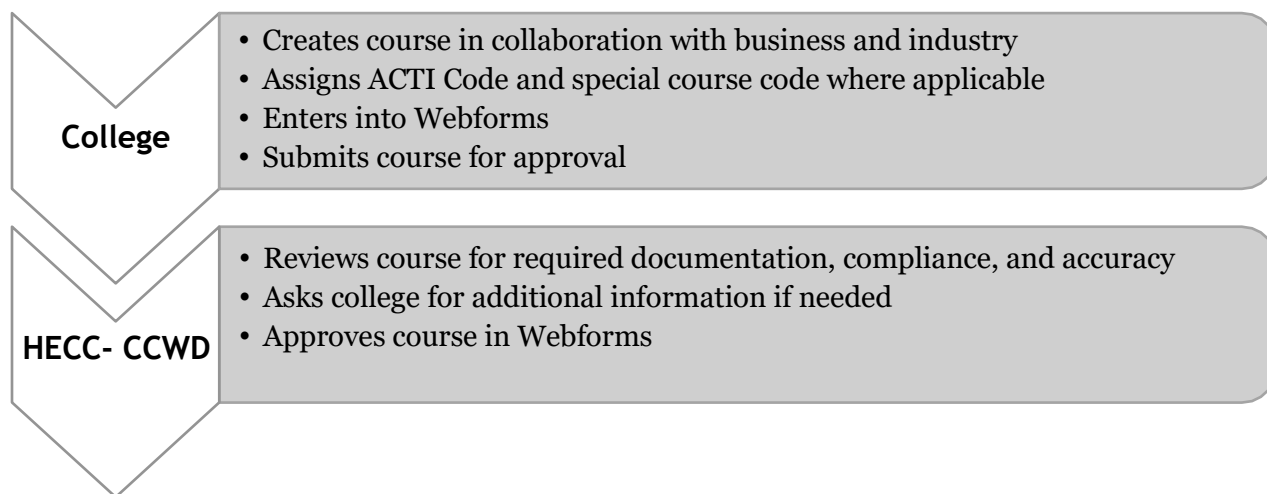 College
• Creates course in collaboration with business and industry
• Assigns ACTI Code and special course code where applicable
• Enters into Webforms
• Submits course for approval
HECC- CCWD
• Reviews course for required documentation, compliance, and accuracy
• Asks college for additional information if needed
• Approves course in Webforms